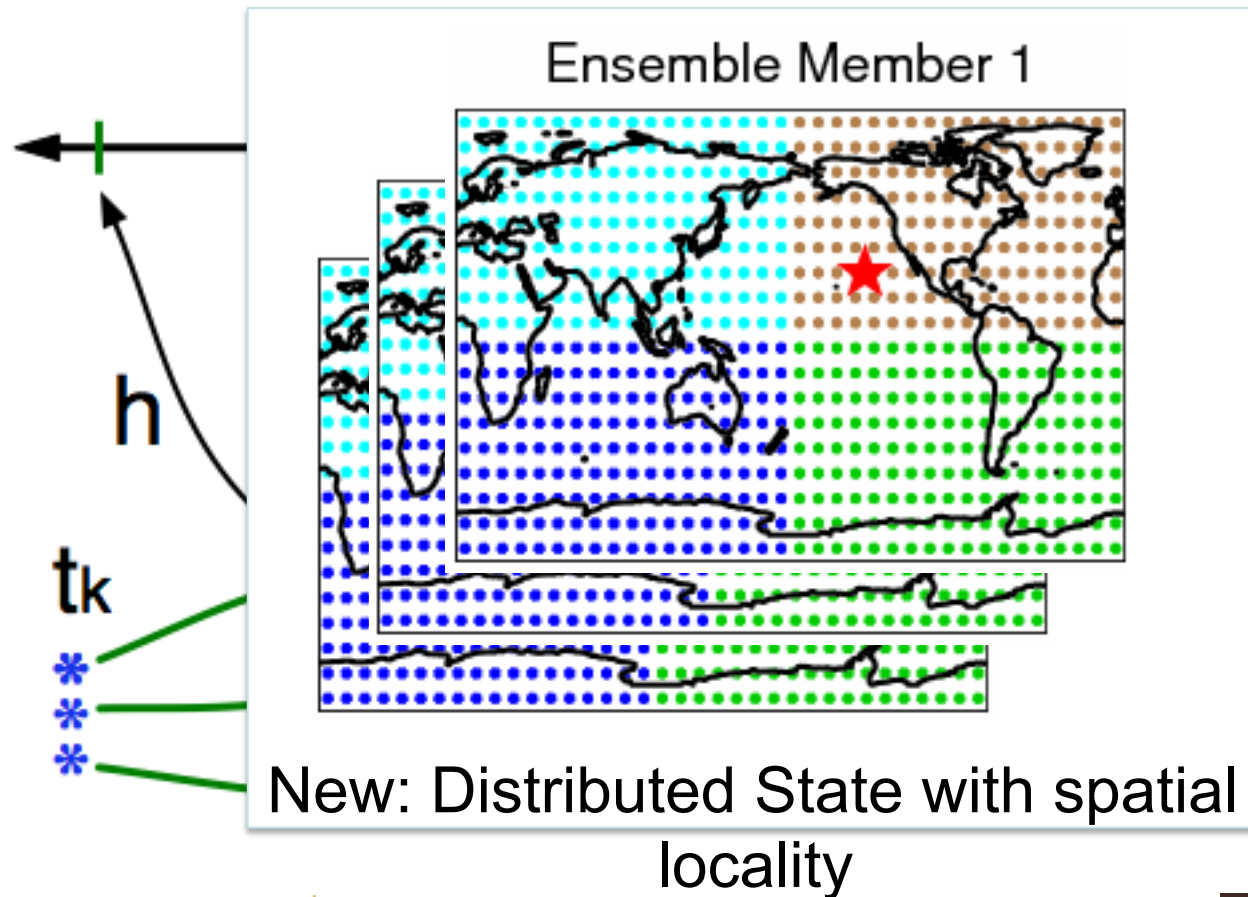 Ensemble Member 1
h
tk
*
*
*
New: Distributed State with spatial
locality